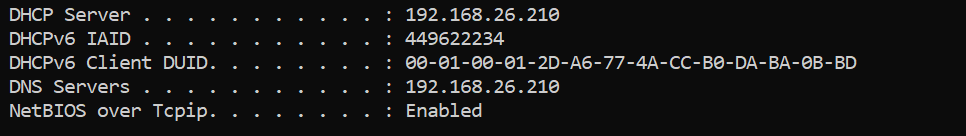 DHCP Server . . . . . . . . . . . : 192.168.26.210
DHCPv6 IAID . . . . . . . . . . . : 449622234
DHCPv6 Client DUID. . . . . . . . : 00-01-00-01-2D-A6-77-4A-CC-B0-DA-BA-0B-BD
DNS Servers . . . . . . . . . . . : 192.168.26.210
NetBIOS over Tcpip. . . . . . . . : Enabled